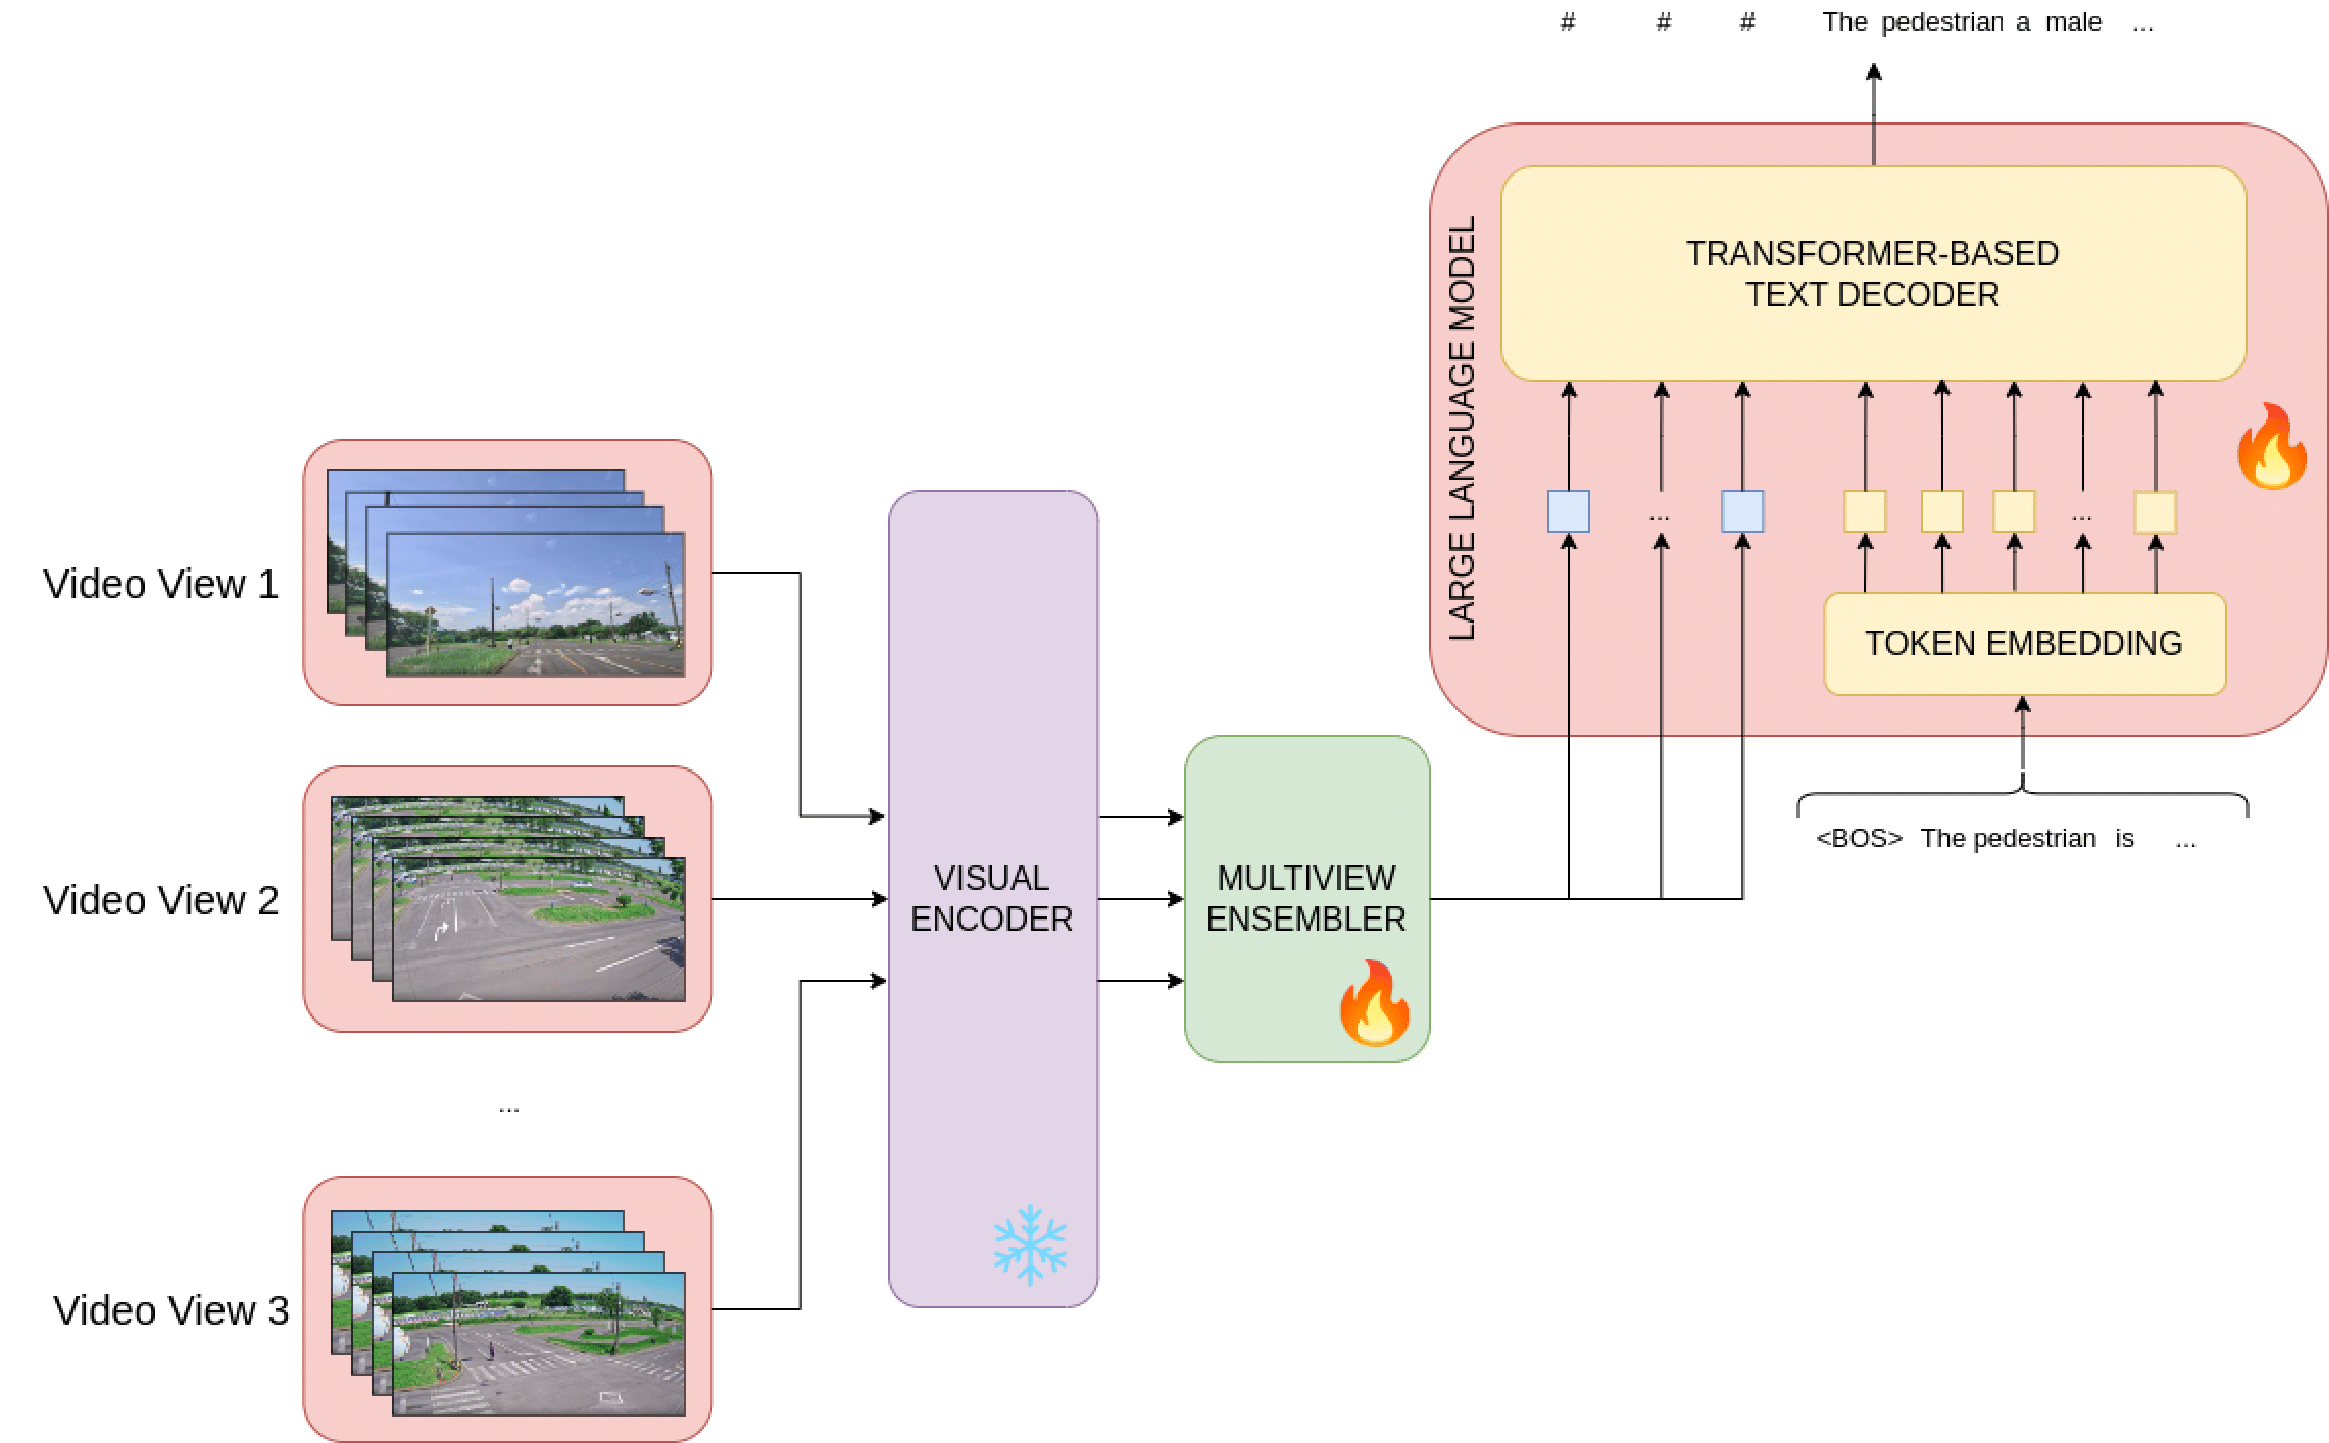 # # # The pedestrian a male ...
LARGE LANGUAGE MODEL
TRANSFORMER-BASED
TEXT DECODER
... ...
TOKEN EMBEDDING
<BOS> The pedestrian is ...
Video View 1
Video View 2
...
Video View 3
VISUAL
ENCODER
MULTIVIEW
ENSEMBLER